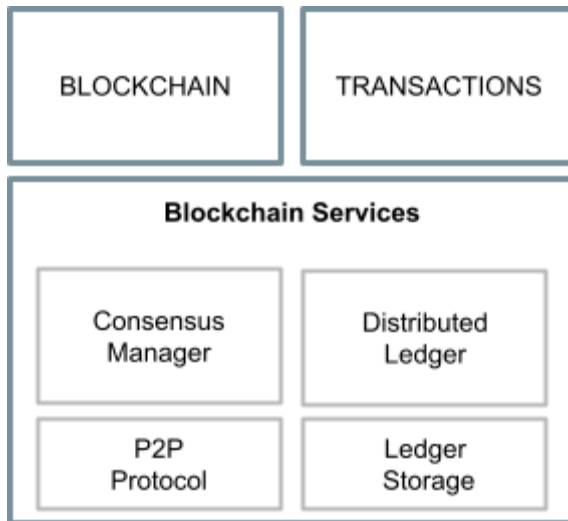 BLOCKCHAIN
TRANSACTIONS
Blockchain Services
Consensus
Manager
Distributed
Ledger
P2P
Protocol
Ledger
Storage